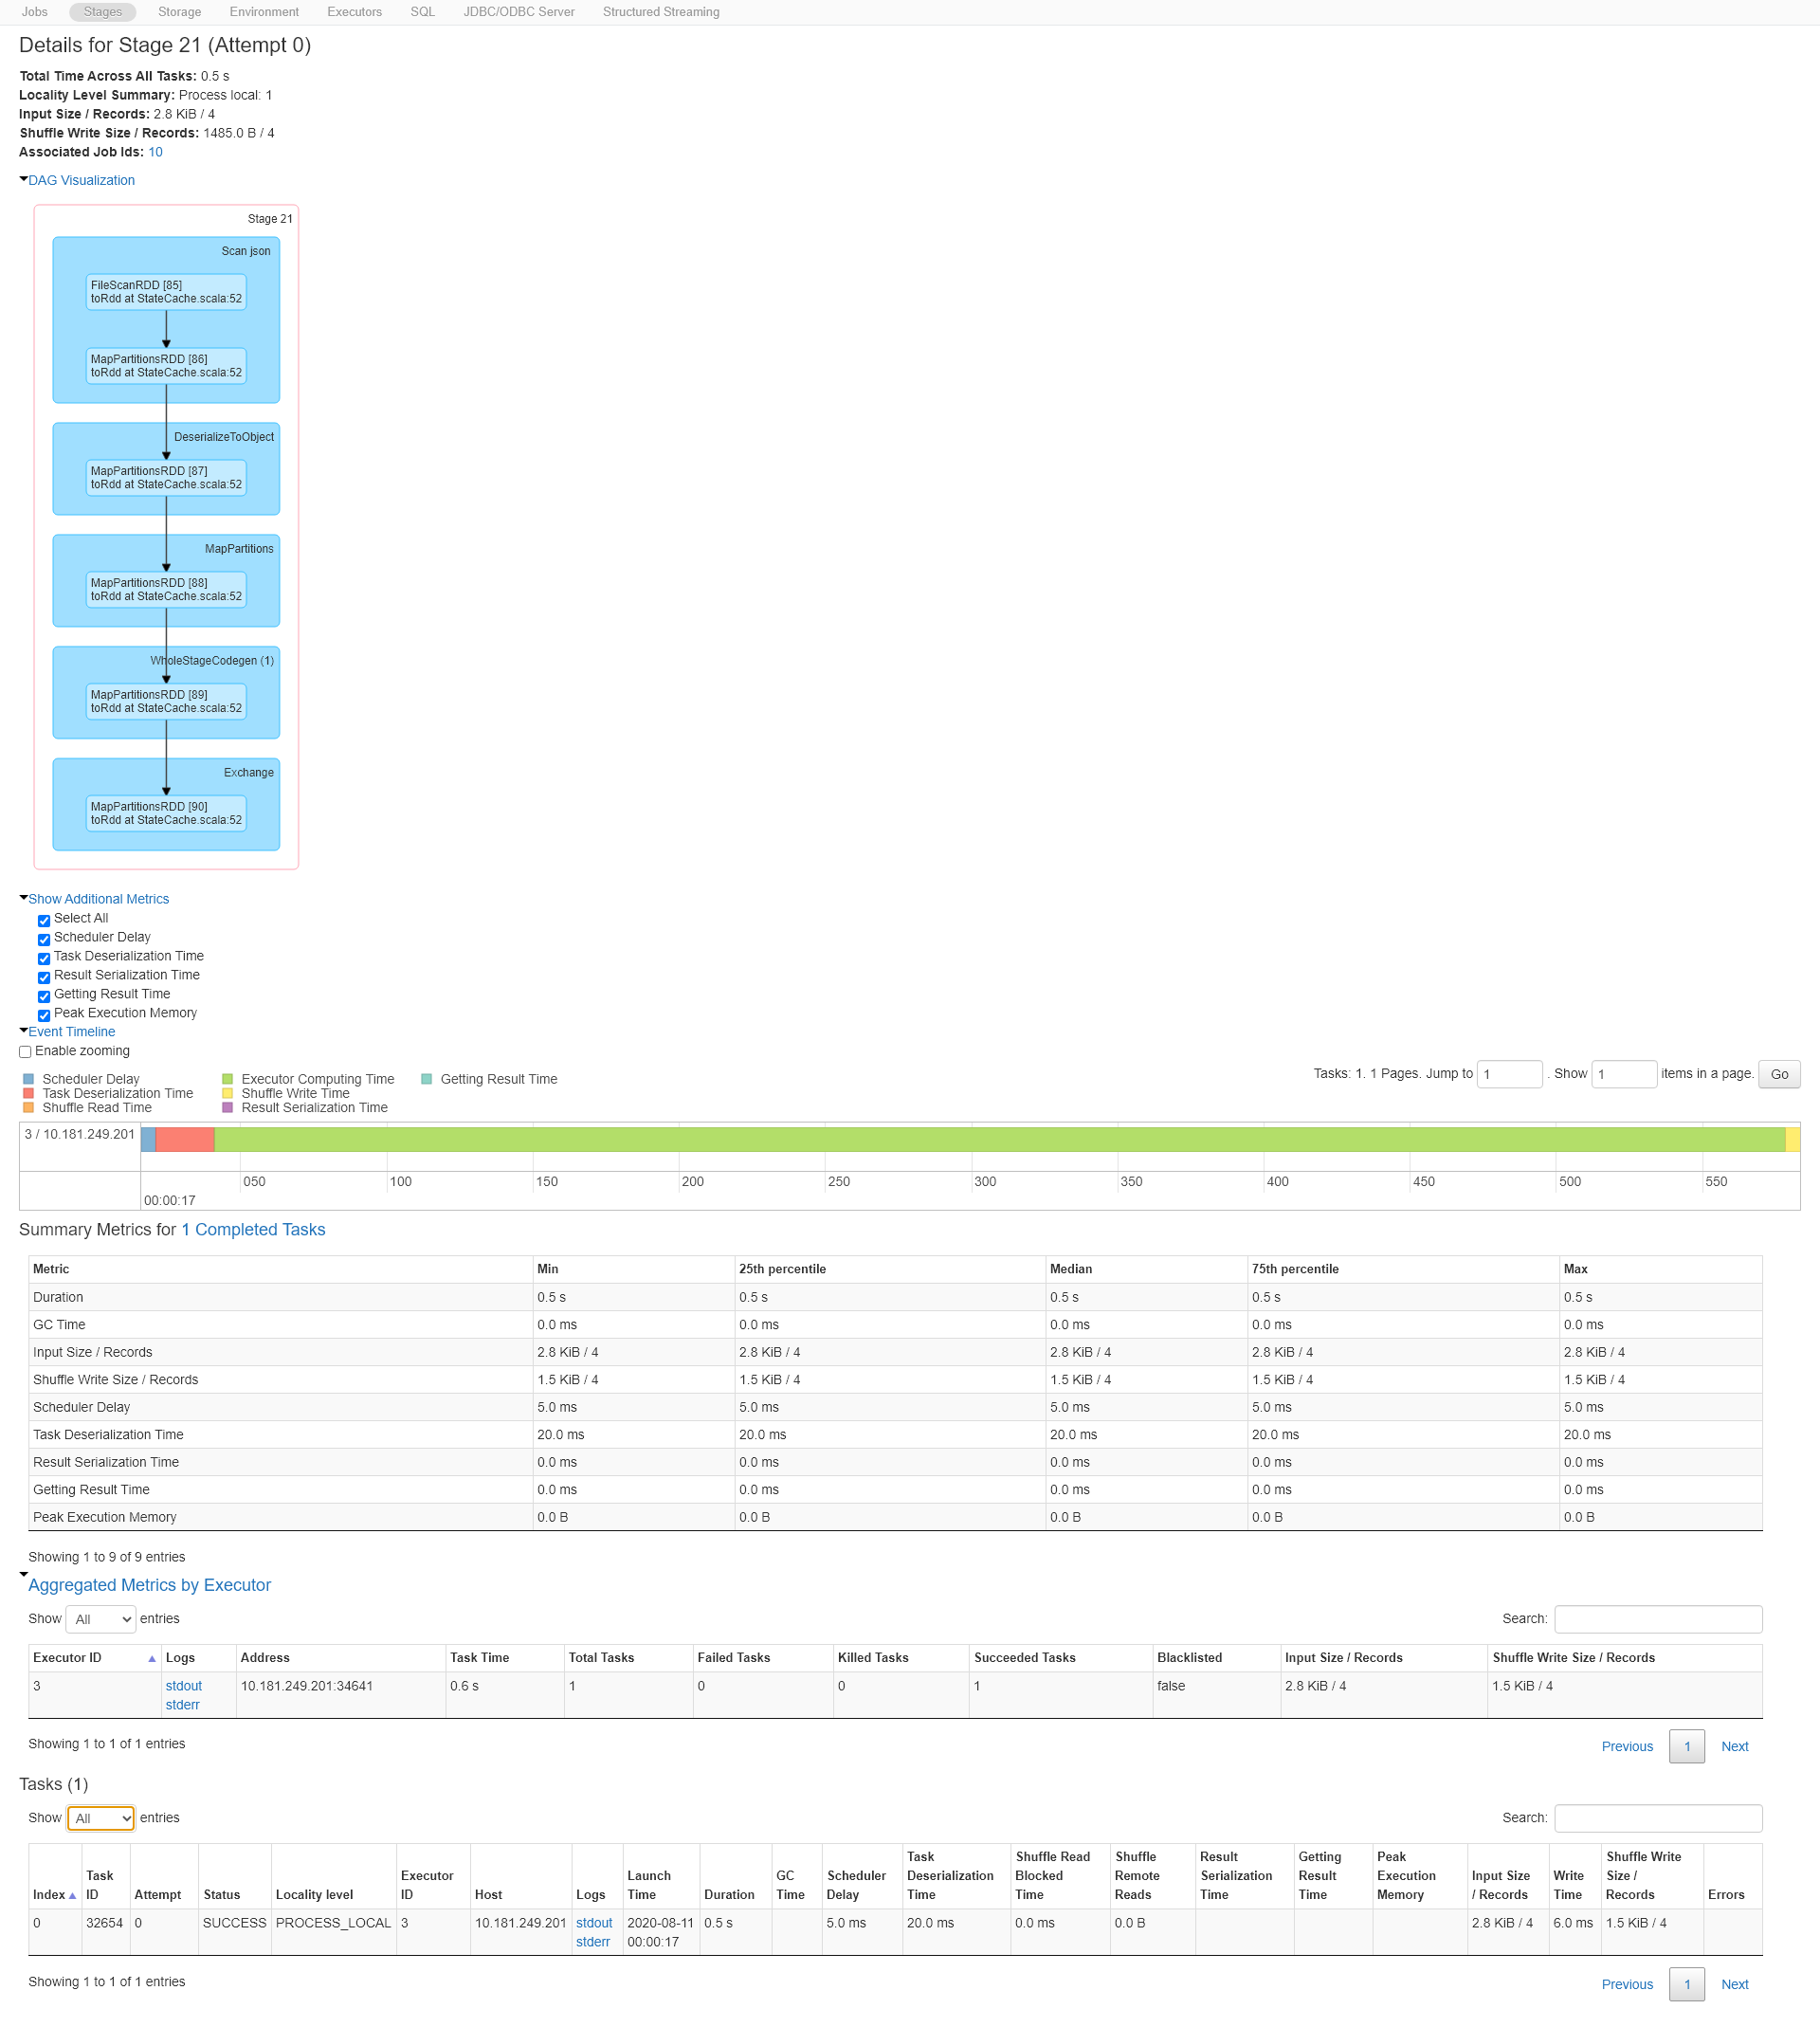 Jobs Stages Storage Environment Executors SQL JDBC/ODBC Server Structured Streaming
Details for Stage 21 (Attempt 0)
Total Time Across All Tasks: 0.5 s
Locality Level Summary: Process local: 1
Input Size / Records: 2.8 KiB / 4
Shuffle Write Size / Records: 1485.0 B / 4
Associated Job Ids: 10
DAG Visualization
Stage 21
Scan json
FileScanRDD [85]
toRdd at StateCache.scala:52
MapPartitionsRDD [86]
toRdd at StateCache.scala:52
DeserializeToObject
MapPartitionsRDD [87]
toRdd at StateCache.scala:52
MapPartitions
MapPartitionsRDD [88]
toRdd at StateCache.scala:52
WholeStageCodegen (1)
MapPartitionsRDD [89]
toRdd at StateCache.scala:52
Exchange
MapPartitionsRDD [90]
toRdd at StateCache.scala:52
Show Additional Metrics
Select All
Scheduler Delay
Task Deserialization Time
Result Serialization Time
Getting Result Time
Peak Execution Memory
Event Timeline
Enable zooming
Tasks: 1. 1 Pages. Jump to 1 . Show 1 items in a page. Go
Scheduler Delay Executor Computing Time Getting Result Time
Task Deserialization Time Shuffle Write Time
Shuffle Read Time Result Serialization Time
3 / 10.181.249.201
050 100 150 200 250 300 350 400 450 500 550
00:00:17
Summary Metrics for 1 Completed Tasks
Metric Min 25th percentile Median 75th percentile Max
Duration 0.5 s 0.5 s 0.5 s 0.5 s 0.5 s
GC Time 0.0 ms 0.0 ms 0.0 ms 0.0 ms 0.0 ms
Input Size / Records 2.8 KiB / 4 2.8 KiB / 4 2.8 KiB / 4 2.8 KiB / 4 2.8 KiB / 4
Shuffle Write Size / Records 1.5 KiB / 4 1.5 KiB / 4 1.5 KiB / 4 1.5 KiB / 4 1.5 KiB / 4
Scheduler Delay 5.0 ms 5.0 ms 5.0 ms 5.0 ms 5.0 ms
Task Deserialization Time 20.0 ms 20.0 ms 20.0 ms 20.0 ms 20.0 ms
Result Serialization Time 0.0 ms 0.0 ms 0.0 ms 0.0 ms 0.0 ms
Getting Result Time 0.0 ms 0.0 ms 0.0 ms 0.0 ms 0.0 ms
Peak Execution Memory 0.0 B 0.0 B 0.0 B 0.0 B 0.0 B
Showing 1 to 9 of 9 entries
Aggregated Metrics by Executor
Show All entries Search:
Executor ID Logs Address Task Time Total Tasks Failed Tasks Killed Tasks Succeeded Tasks Blacklisted Input Size / Records Shuffle Write Size / Records
3 stdout 10.181.249.201:34641 0.6 s 1 0 0 1 false 2.8 KiB / 4 1.5 KiB / 4
stderr
Showing 1 to 1 of 1 entries Previous 1 Next
Tasks (1)
Show All entries Search:
Task Shuffle Read Shuffle Result Getting Peak Shuffle Write
Task Executor Launch GC Scheduler Deserialization Blocked Remote Serialization Result Execution Input Size Write Size /
Index ID Attempt Status Locality level ID Host Logs Time Duration Time Delay Time Time Reads Time Time Memory / Records Time Records Errors
0 32654 0 SUCCESS PROCESS_LOCAL 3 10.181.249.201 stdout 2020-08-11 0.5 s 5.0 ms 20.0 ms 0.0 ms 0.0 B 2.8 KiB / 4 6.0 ms 1.5 KiB / 4
stderr 00:00:17
Showing 1 to 1 of 1 entries Previous 1 Next